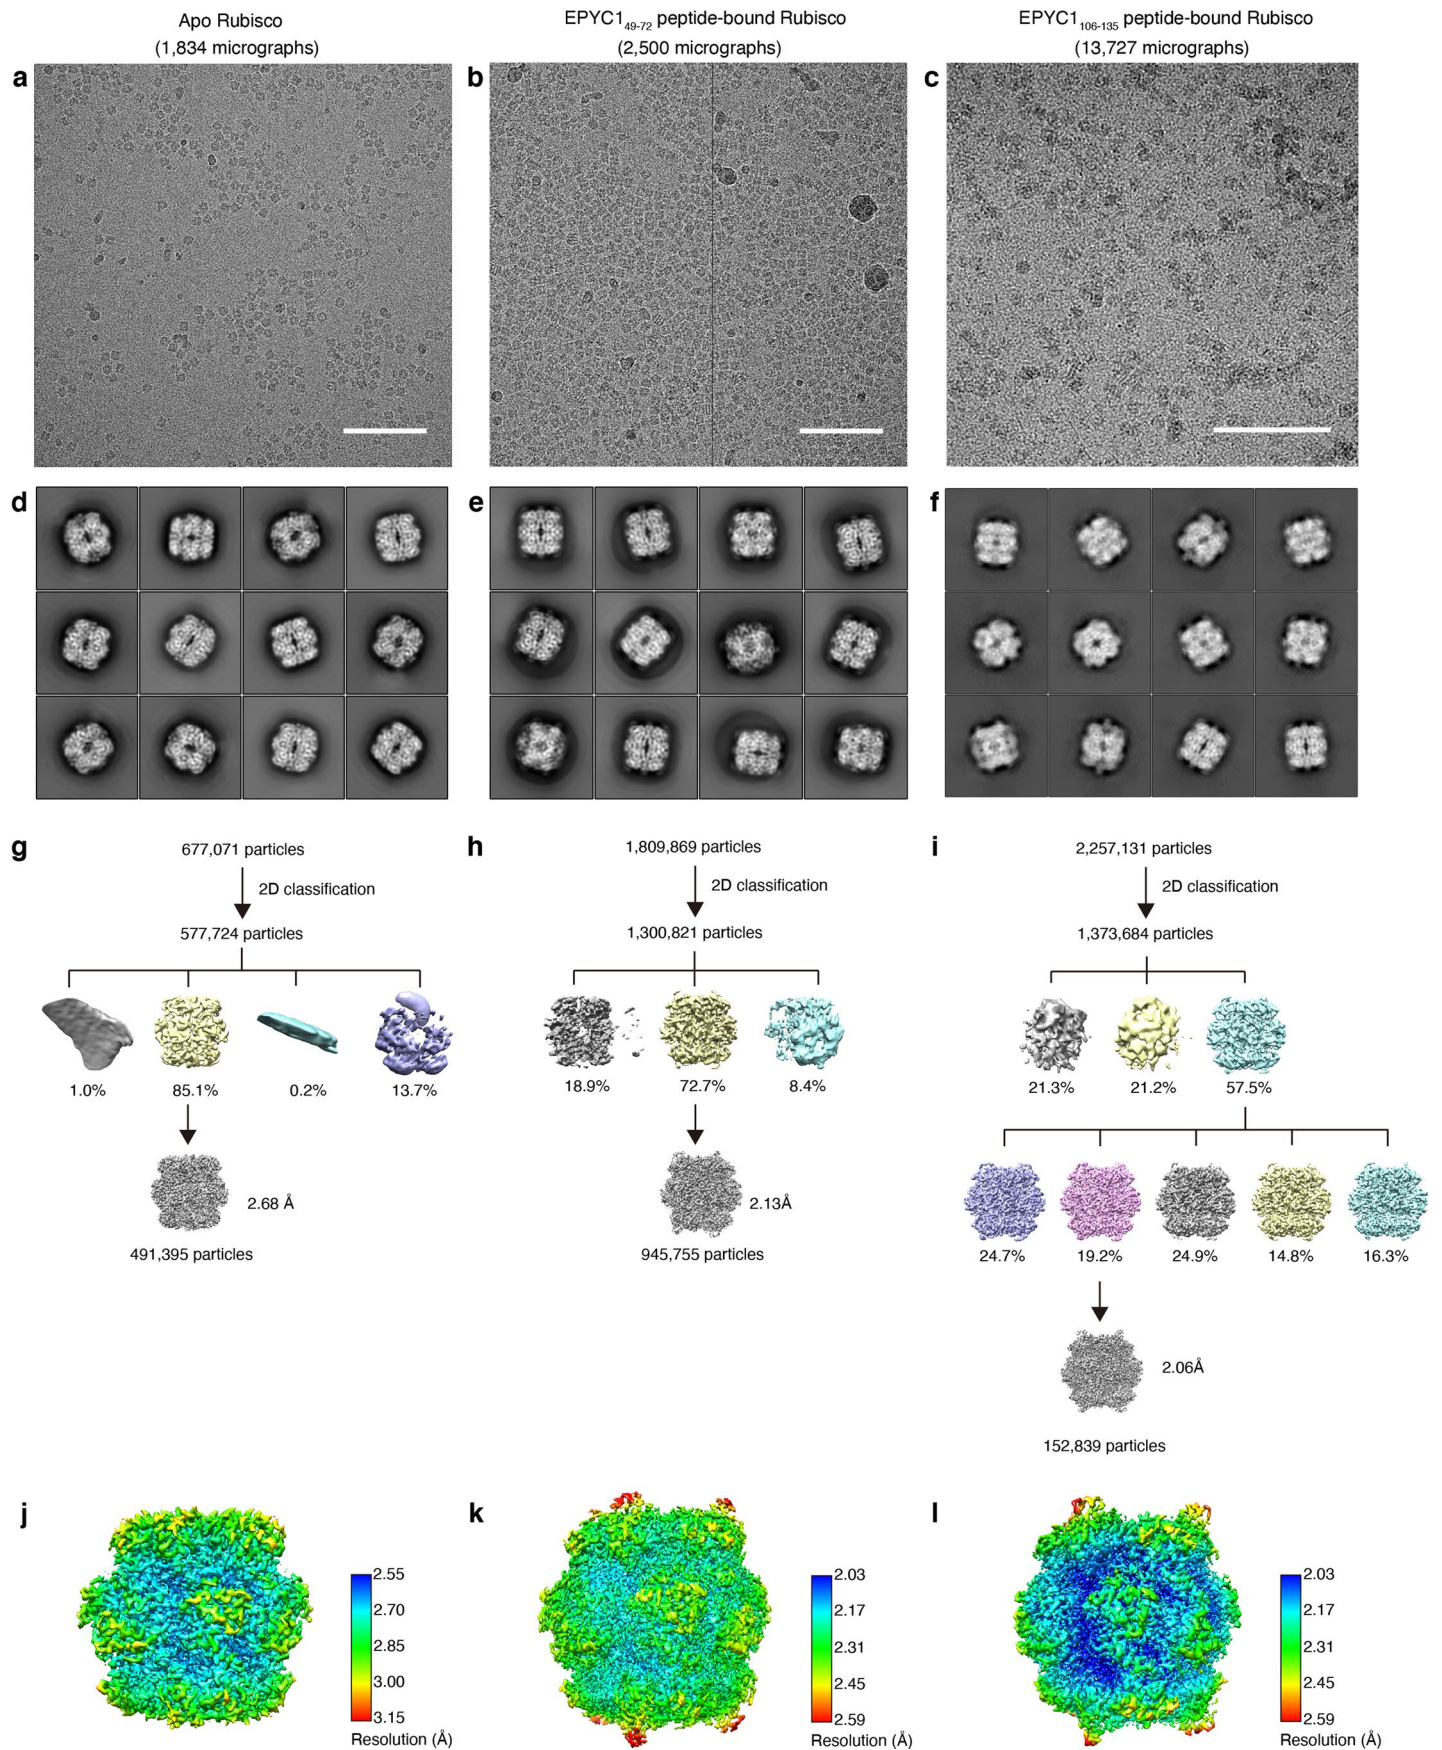 Apo Rubisco
(1,834 micrographs)
EPYC149-72 peptide-bound Rubisco
(2,500 micrographs)
EPYC1106-135 peptide-bound Rubisco
(13,727 micrographs)
a
b
c
d
e
f
g
677,071 particles
2D classification
577,724 particles
1.0%
85.1%
0.2%
13.7%
2.68 Å
491,395 particles
h
1,809,869 particles
2D classification
1,300,821 particles
18.9%
72.7%
8.4%
2.13Å
945,755 particles
i
2,257,131 particles
2D classification
1,373,684 particles
21.3%
21.2%
57.5%
24.7%
19.2%
24.9%
14.8%
16.3%
2.06Å
152,839 particles
j
2.55
2.70
2.85
3.00
3.15
Resolution (Å)
k
2.03
2.17
2.31
2.45
2.59
Resolution (Å)
l
2.03
2.17
2.31
2.45
2.59
Resolution (Å)